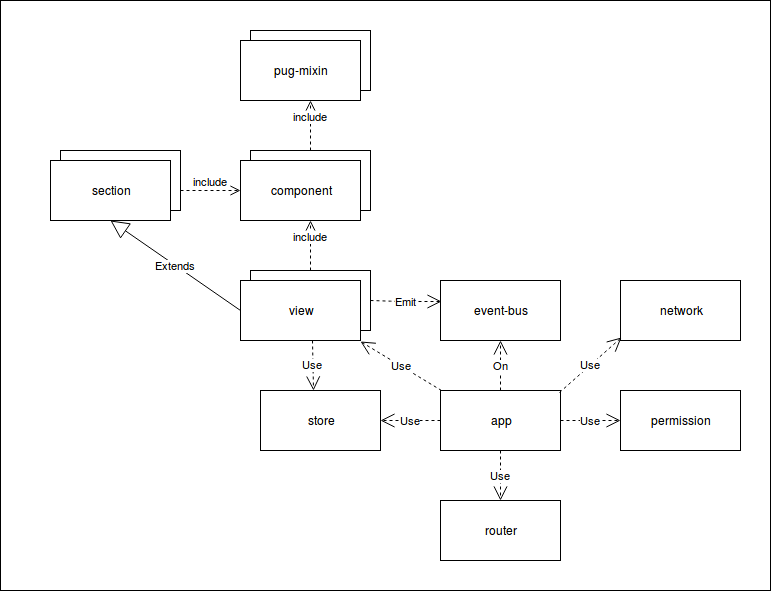 pug-mixin
include
section
include
component
include
Extends
view
Emit
event-bus
network
Use
Use
On
Use
store
Use
app
Use
permission
Use
router